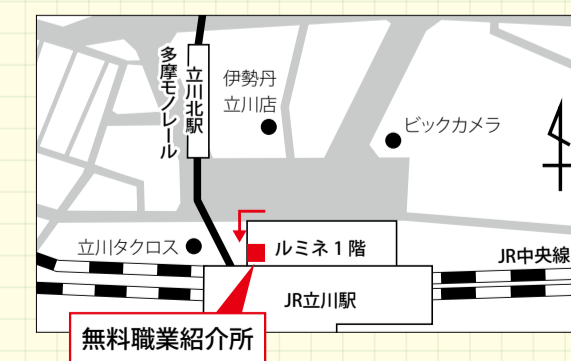 多摩モノレール
立川北駅
伊勢丹
立川店
ビックカメラ
立川タクロス
ルミネ1階
JR中央線
JR立川駅
無料職業紹介所